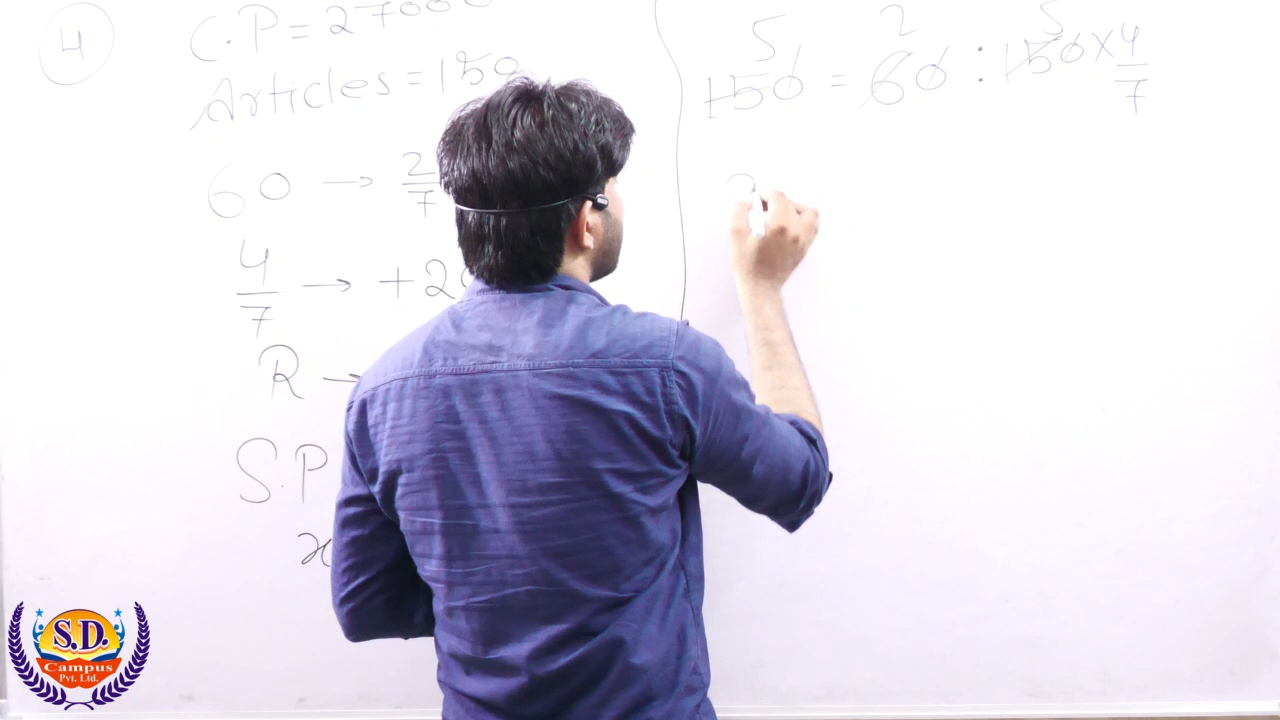 4
C.P = 27000
Articles = 150
60 → 2/7
4/7 → +20
R →
S.P
x
5 2 5
150 = 60 : 150 × 4/7
S.D.
Campus
Pvt. Ltd.